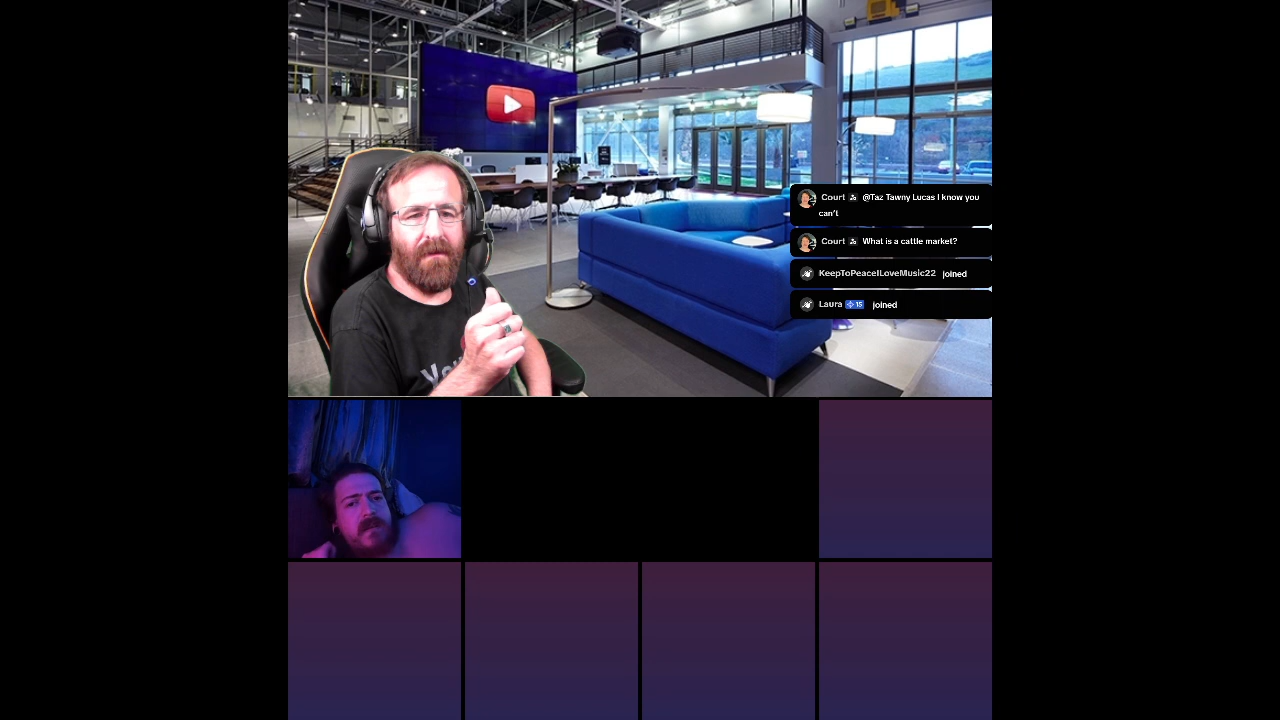 Court @Taz Tawny Lucas I know you
can't
Court What is a cattle market?
KeepToPeaceILoveMusic22 joined
Laura 15 joined